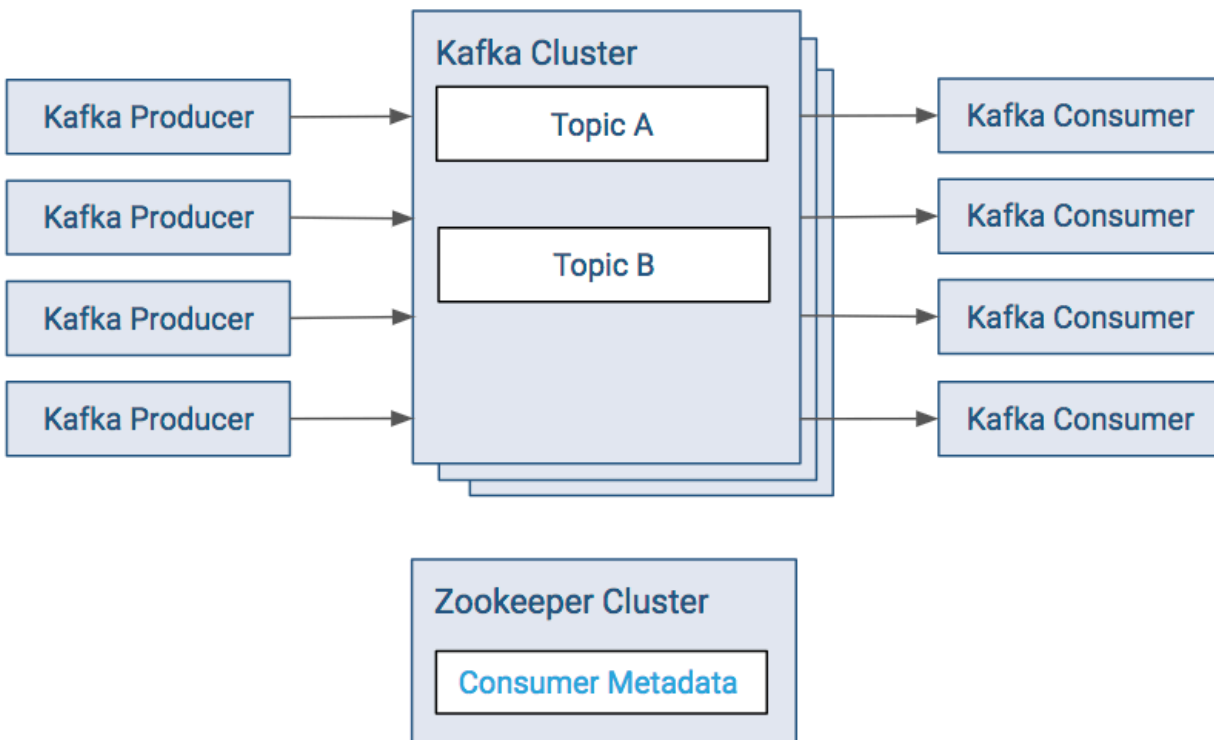 Kafka Cluster
Topic A
Topic B
Kafka Producer
Kafka Producer
Kafka Producer
Kafka Producer
Kafka Consumer
Kafka Consumer
Kafka Consumer
Kafka Consumer
Zookeeper Cluster
Consumer Metadata